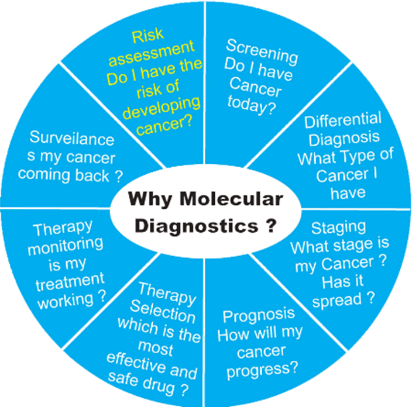 Risk
assessment
Do I have the
risk of
developing
cancer?
Screening
Do I have
Cancer
today?
Differential
Diagnosis
What Type of
Cancer I
have
Staging
What stage is
my Cancer ?
Has it
spread ?
Prognosis
How will my
cancer
progress?
Therapy
Selection
which is the
most
effective and
safe drug ?
Therapy
monitoring
is my
treatment
working ?
Surveilance
s my cancer
coming back ?
Why Molecular
Diagnostics ?